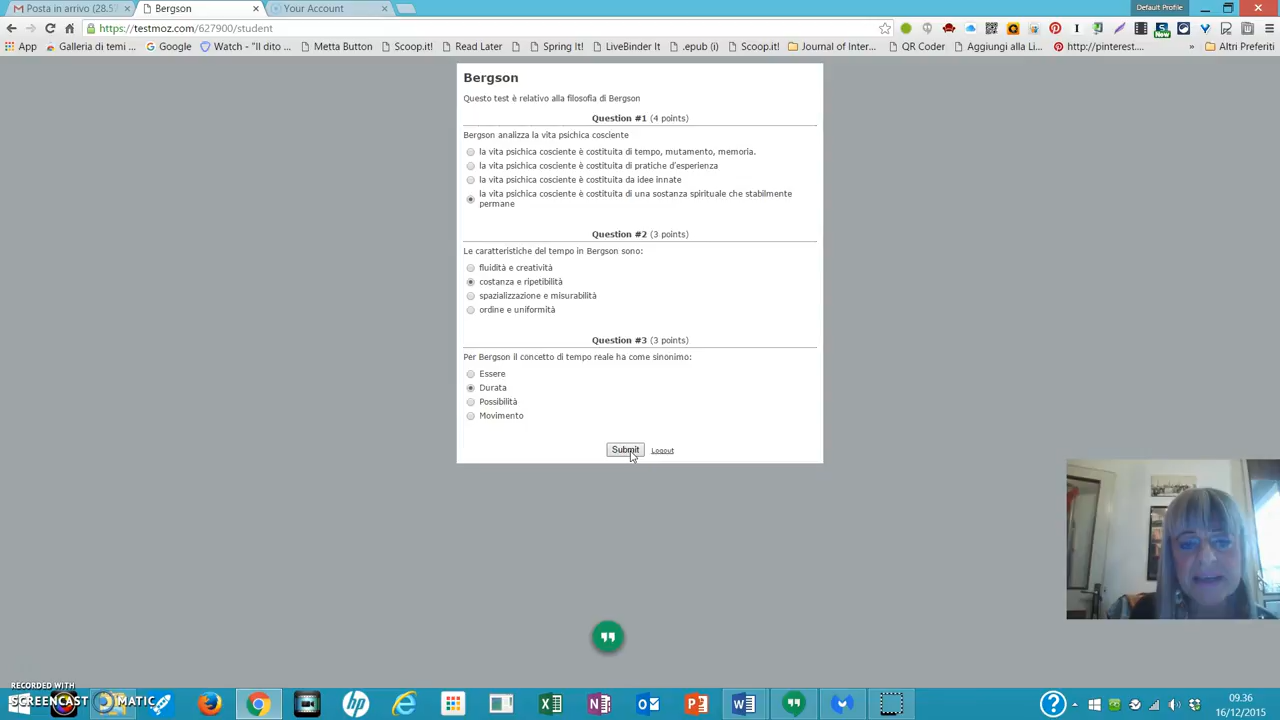 Posta in arrivo (28.57
Bergson
Your Account
Default Profile
https://testmoz.com/627900/student
App
Galleria di temi ...
Google
Watch - "Il dito ...
Metta Button
Scoop.it!
Read Later
Spring It!
LiveBinder It
.epub (i)
Scoop.it!
Journal of Inter...
QR Coder
Aggiungi alla Li...
http://pinterest....
»
Altri Preferiti
New
Bergson
Questo test è relativo alla filosofia di Bergson
Question #1 (4 points)
Bergson analizza la vita psichica cosciente
la vita psichica cosciente è costituita di tempo, mutamento, memoria.
la vita psichica cosciente è costituita di pratiche d'esperienza
la vita psichica cosciente è costituita da idee innate
la vita psichica cosciente è costituita di una sostanza spirituale che stabilmente
permane
Question #2 (3 points)
Le caratteristiche del tempo in Bergson sono:
fluidità e creatività
costanza e ripetibilità
spazializzazione e misurabilità
ordine e uniformità
Question #3 (3 points)
Per Bergson il concetto di tempo reale ha come sinonimo:
Essere
Durata
Possibilità
Movimento
Submit
Logout
RECORDED WITH
SCREENCAST MATIC
09.36
16/12/2015